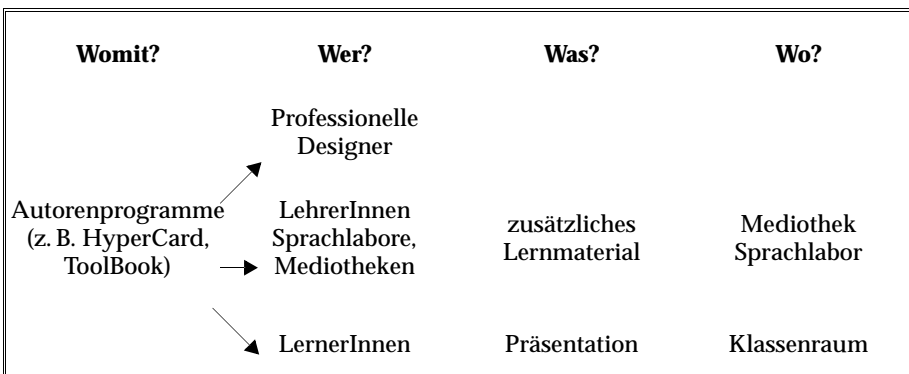 Womit? Wer? Was? Wo?
Professionelle
Designer
Autorenprogramme LehrerInnen zusätzliches Mediothek
(z. B. HyperCard, Sprachlabore, Lernmaterial Sprachlabor
ToolBook) Mediotheken
LernerInnen Präsentation Klassenraum